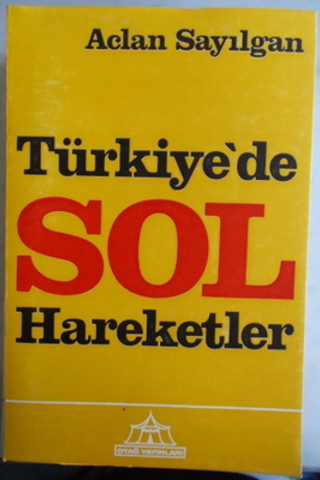 Aclan Sayılgan
Türkiye`de
SOL
Hareketler
OTAĞ YAYINLARI